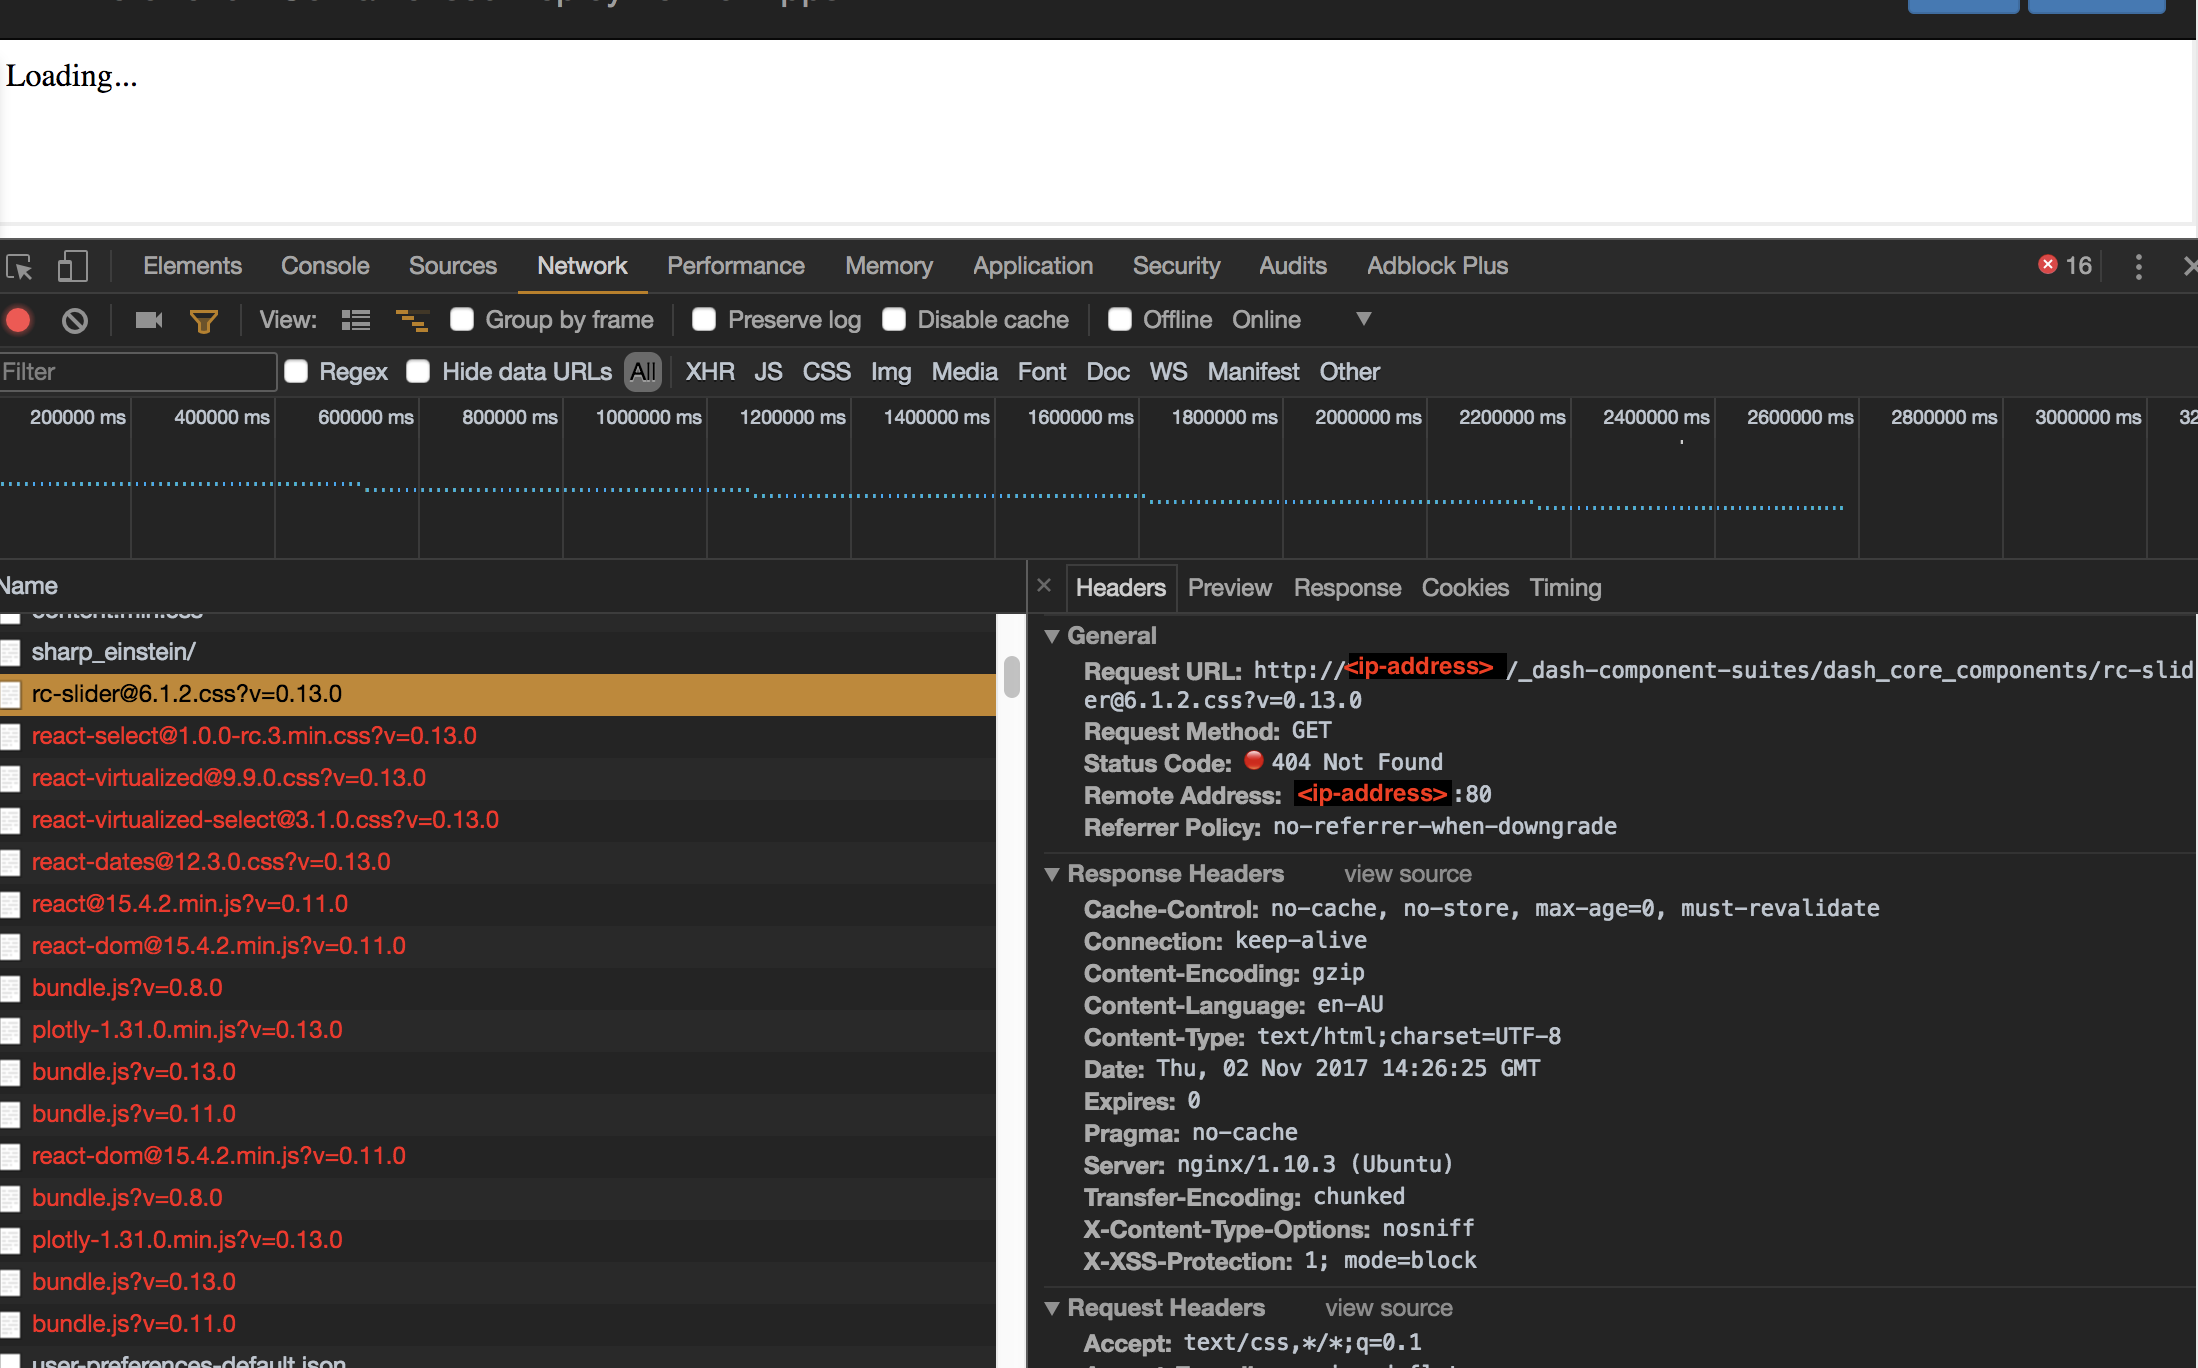 Loading...
Elements Console Sources Network Performance Memory Application Security Audits Adblock Plus 16
View: Group by frame Preserve log Disable cache Offline Online
Filter Regex Hide data URLs All XHR JS CSS Img Media Font Doc WS Manifest Other
200000 ms 400000 ms 600000 ms 800000 ms 1000000 ms 1200000 ms 1400000 ms 1600000 ms 1800000 ms 2000000 ms 2200000 ms 2400000 ms 2600000 ms 2800000 ms 3000000 ms 32
Name
content.min.css
sharp_einstein/
rc-slider@6.1.2.css?v=0.13.0
react-select@1.0.0-rc.3.min.css?v=0.13.0
react-virtualized@9.9.0.css?v=0.13.0
react-virtualized-select@3.1.0.css?v=0.13.0
react-dates@12.3.0.css?v=0.13.0
react@15.4.2.min.js?v=0.11.0
react-dom@15.4.2.min.js?v=0.11.0
bundle.js?v=0.8.0
plotly-1.31.0.min.js?v=0.13.0
bundle.js?v=0.13.0
bundle.js?v=0.11.0
react-dom@15.4.2.min.js?v=0.11.0
bundle.js?v=0.8.0
plotly-1.31.0.min.js?v=0.13.0
bundle.js?v=0.13.0
bundle.js?v=0.11.0
user-preferences-default.json
Headers Preview Response Cookies Timing
General
Request URL: http://<ip-address>/_dash-component-suites/dash_core_components/rc-slid
er@6.1.2.css?v=0.13.0
Request Method: GET
Status Code: 404 Not Found
Remote Address: <ip-address>:80
Referrer Policy: no-referrer-when-downgrade
Response Headers view source
Cache-Control: no-cache, no-store, max-age=0, must-revalidate
Connection: keep-alive
Content-Encoding: gzip
Content-Language: en-AU
Content-Type: text/html;charset=UTF-8
Date: Thu, 02 Nov 2017 14:26:25 GMT
Expires: 0
Pragma: no-cache
Server: nginx/1.10.3 (Ubuntu)
Transfer-Encoding: chunked
X-Content-Type-Options: nosniff
X-XSS-Protection: 1; mode=block
Request Headers view source
Accept: text/css,*/*;q=0.1